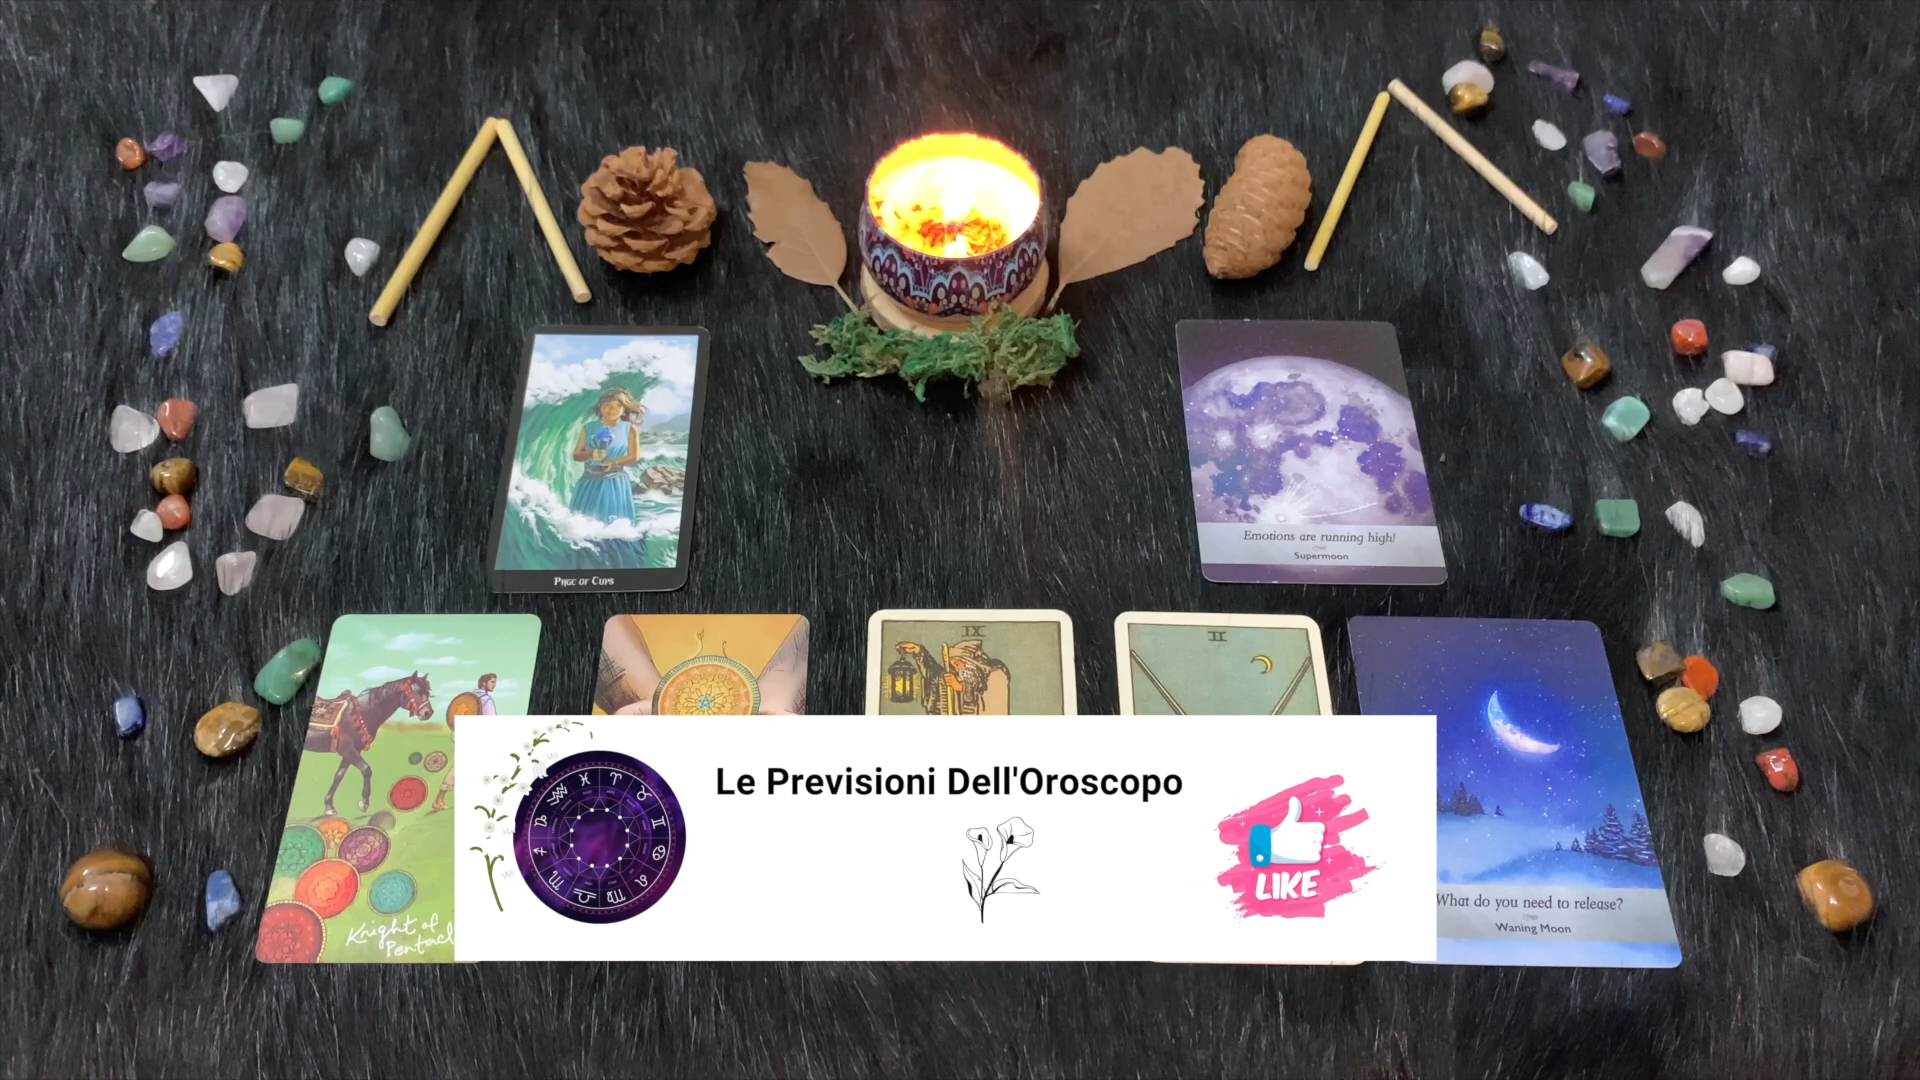 Page of Cups
Emotions are running high!
Supermoon
IX
II
Le Previsioni Dell'Oroscopo
LIKE
Knight of
What do you need to release?
Waning Moon